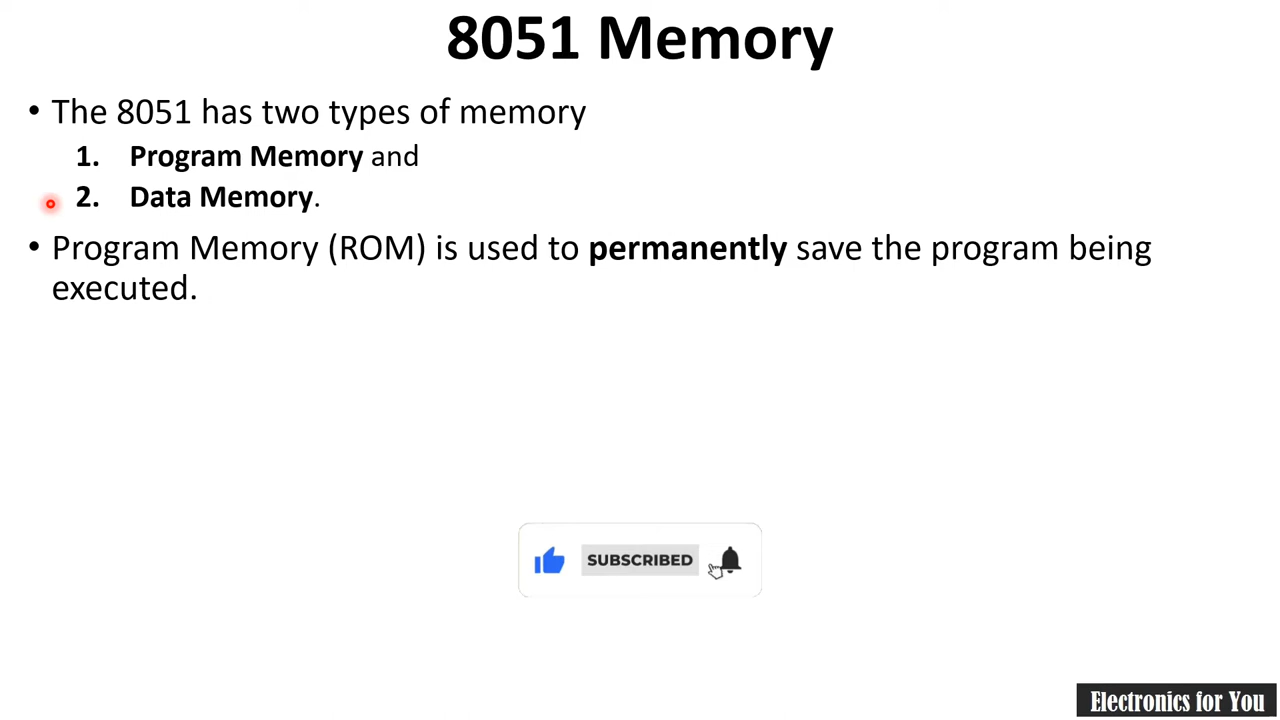 8051 Memory
• The 8051 has two types of memory
1. Program Memory and
2. Data Memory.
• Program Memory (ROM) is used to permanently save the program being
executed.
SUBSCRIBED
Electronics for You